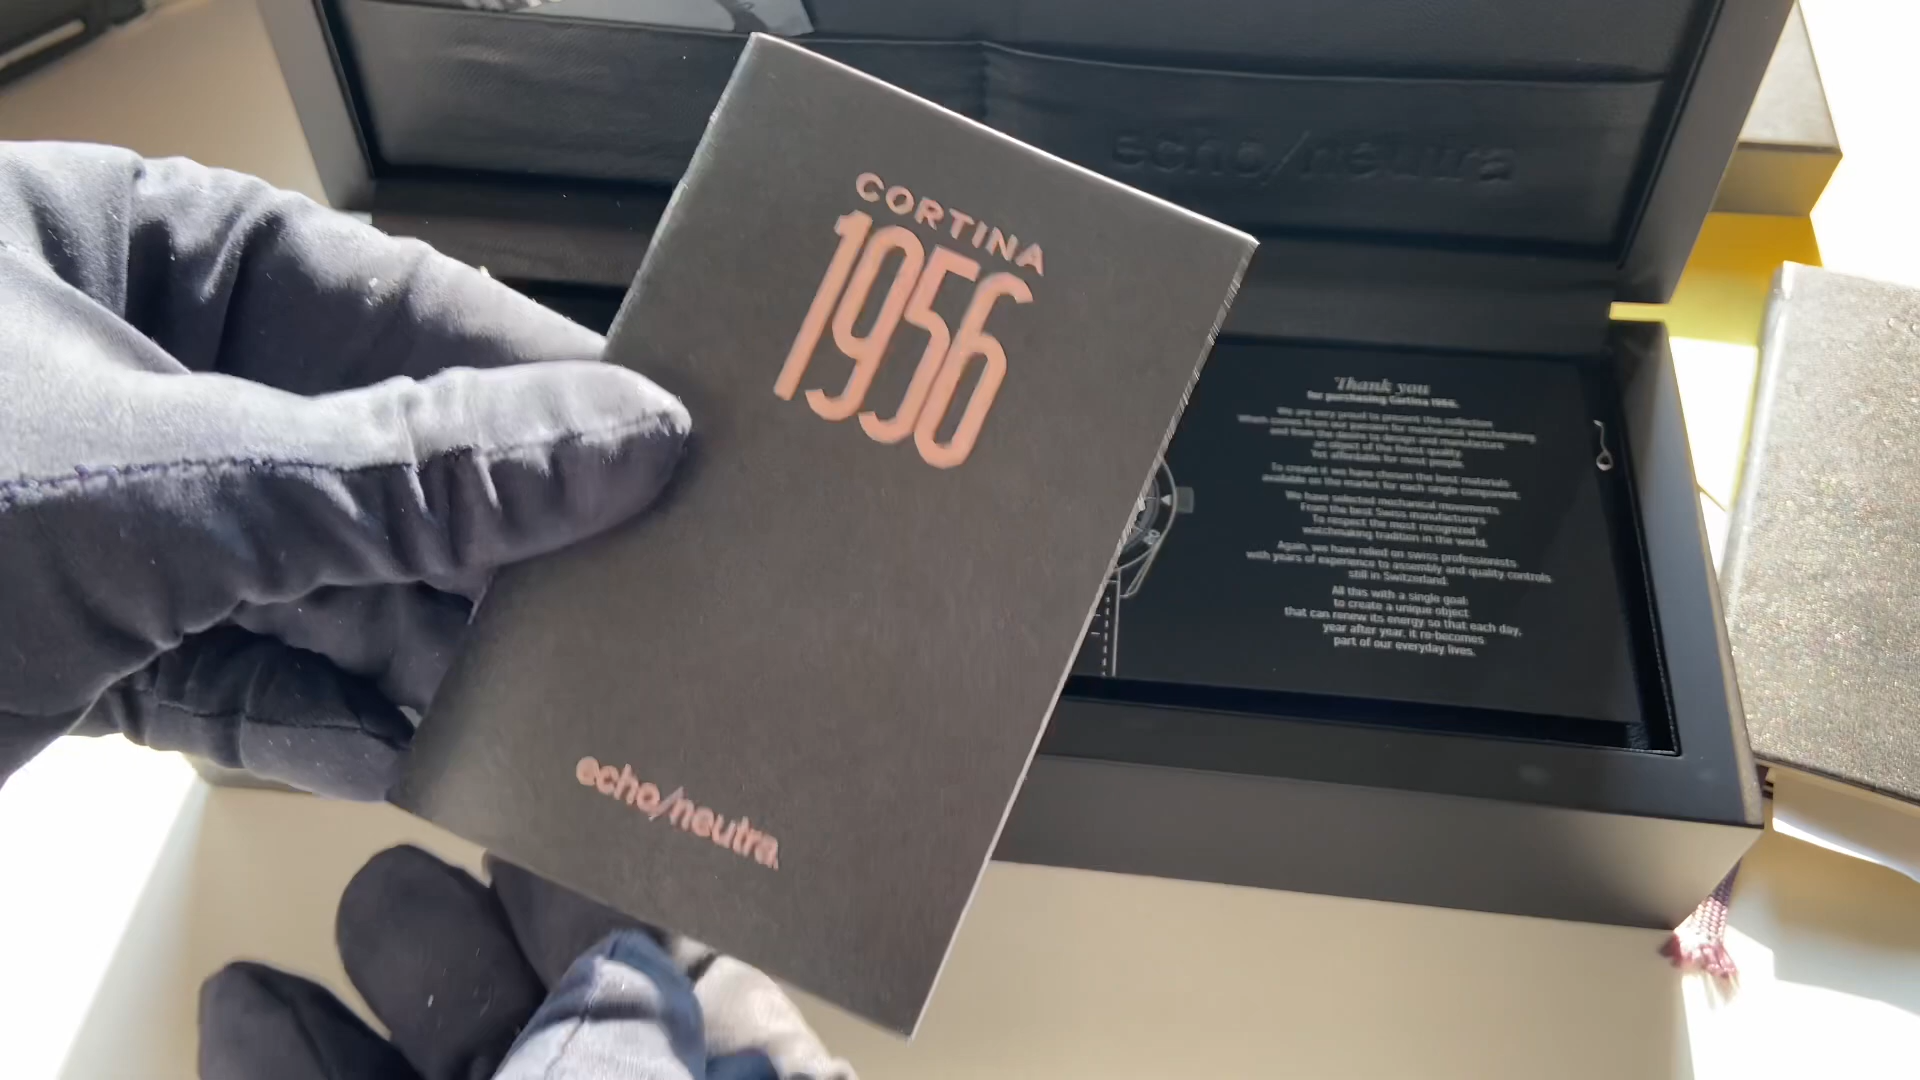 CORTINA
1956
echo/neutra
echo/neutra
Thank you
for purchasing Cortina 1956.
We are very proud to present this collection
When comes from our passion for mechanical watchmaking
and from the desire to design and manufacture
an object of the finest quality.
Yet affordable for most people.
To create it we have chosen the best materials
available on the market for each single component.
We have selected mechanical movements.
From the best Swiss manufacturers
To respect the most recognized
watchmaking tradition in the world.
Again, we have relied on swiss professionists
with years of experience to assembly and quality controls
still in Switzerland.
All this with a single goal:
to create a unique object
that can renew its energy so that each day,
year after year, it re-becomes
part of our everyday lives.